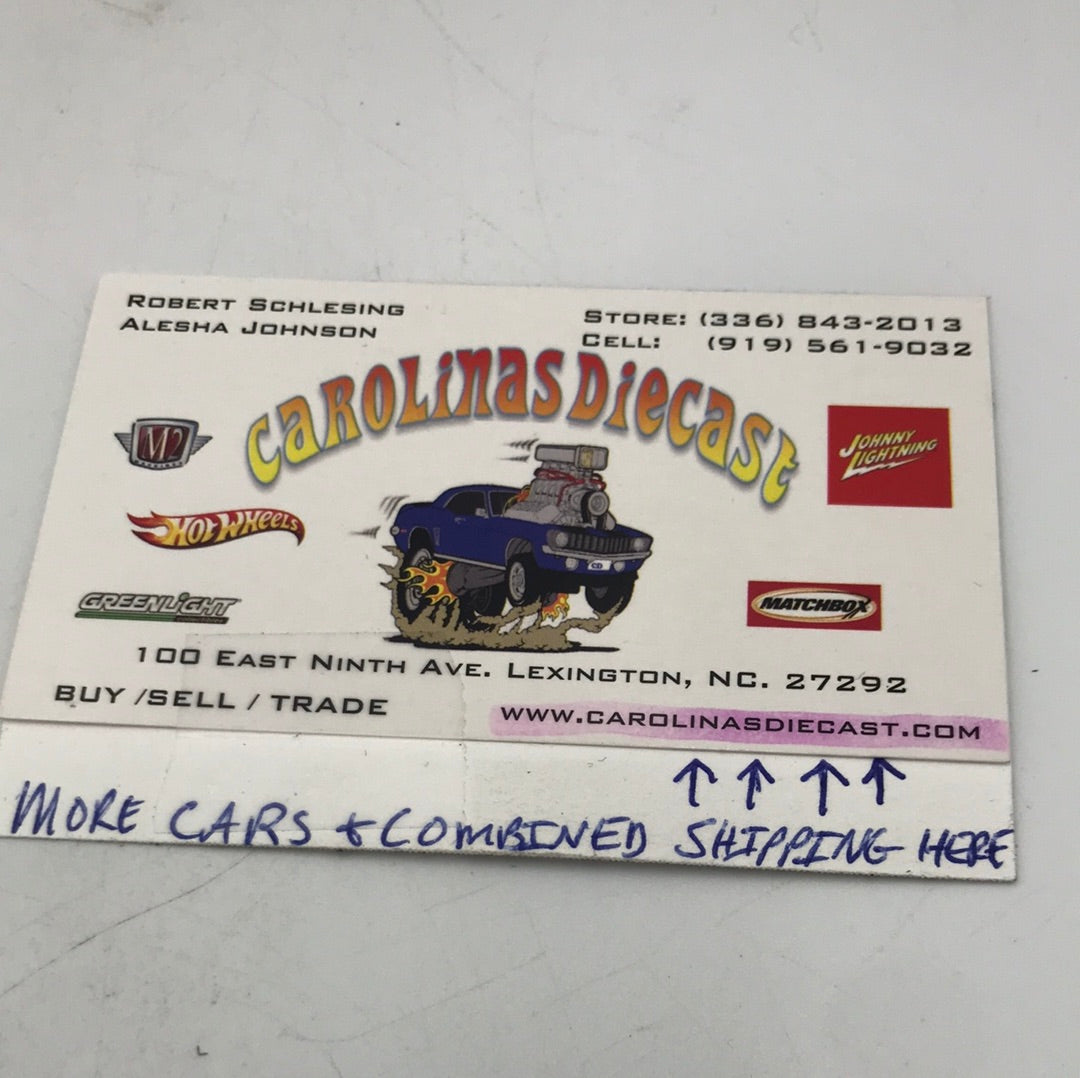 ROBERT SCHLESING
ALESHA JOHNSON
STORE: (336) 843-2013
CELL: (919) 561-9032
CAROLINAS DIECAST
M2
JOHNNY
LIGHTNING
HOT WHEELS
CD
GREENLIGHT
MATCHBOX
100 EAST NINTH AVE. LEXINGTON, NC. 27292
BUY /SELL / TRADE
WWW.CAROLINASDIECAST.COM
MORE CARS + COMBINED SHIPPING HERE